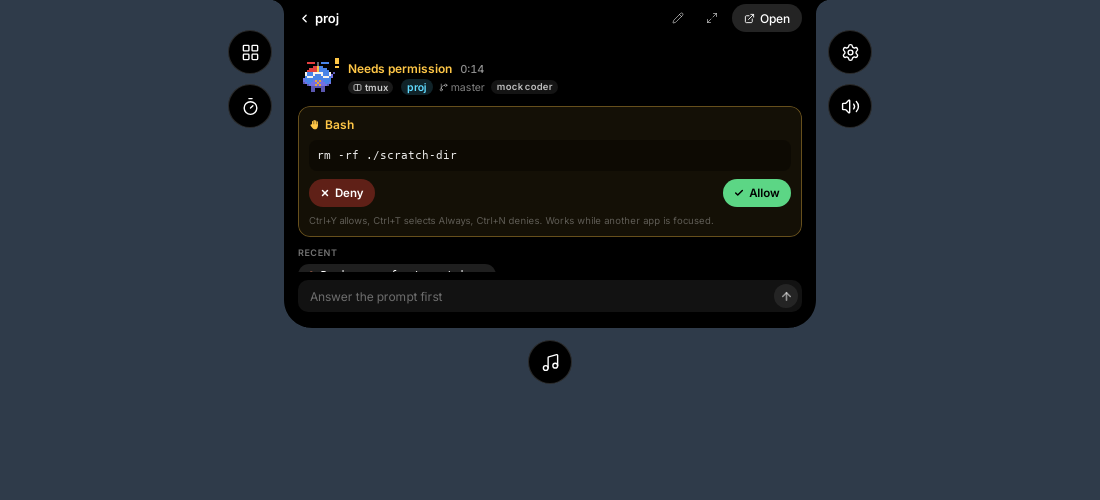 proj
Open
Needs permission 0:14
tmux proj master mock coder
Bash
rm -rf ./scratch-dir
Deny
Allow
Ctrl+Y allows, Ctrl+T selects Always, Ctrl+N denies. Works while another app is focused.
RECENT
Answer the prompt first